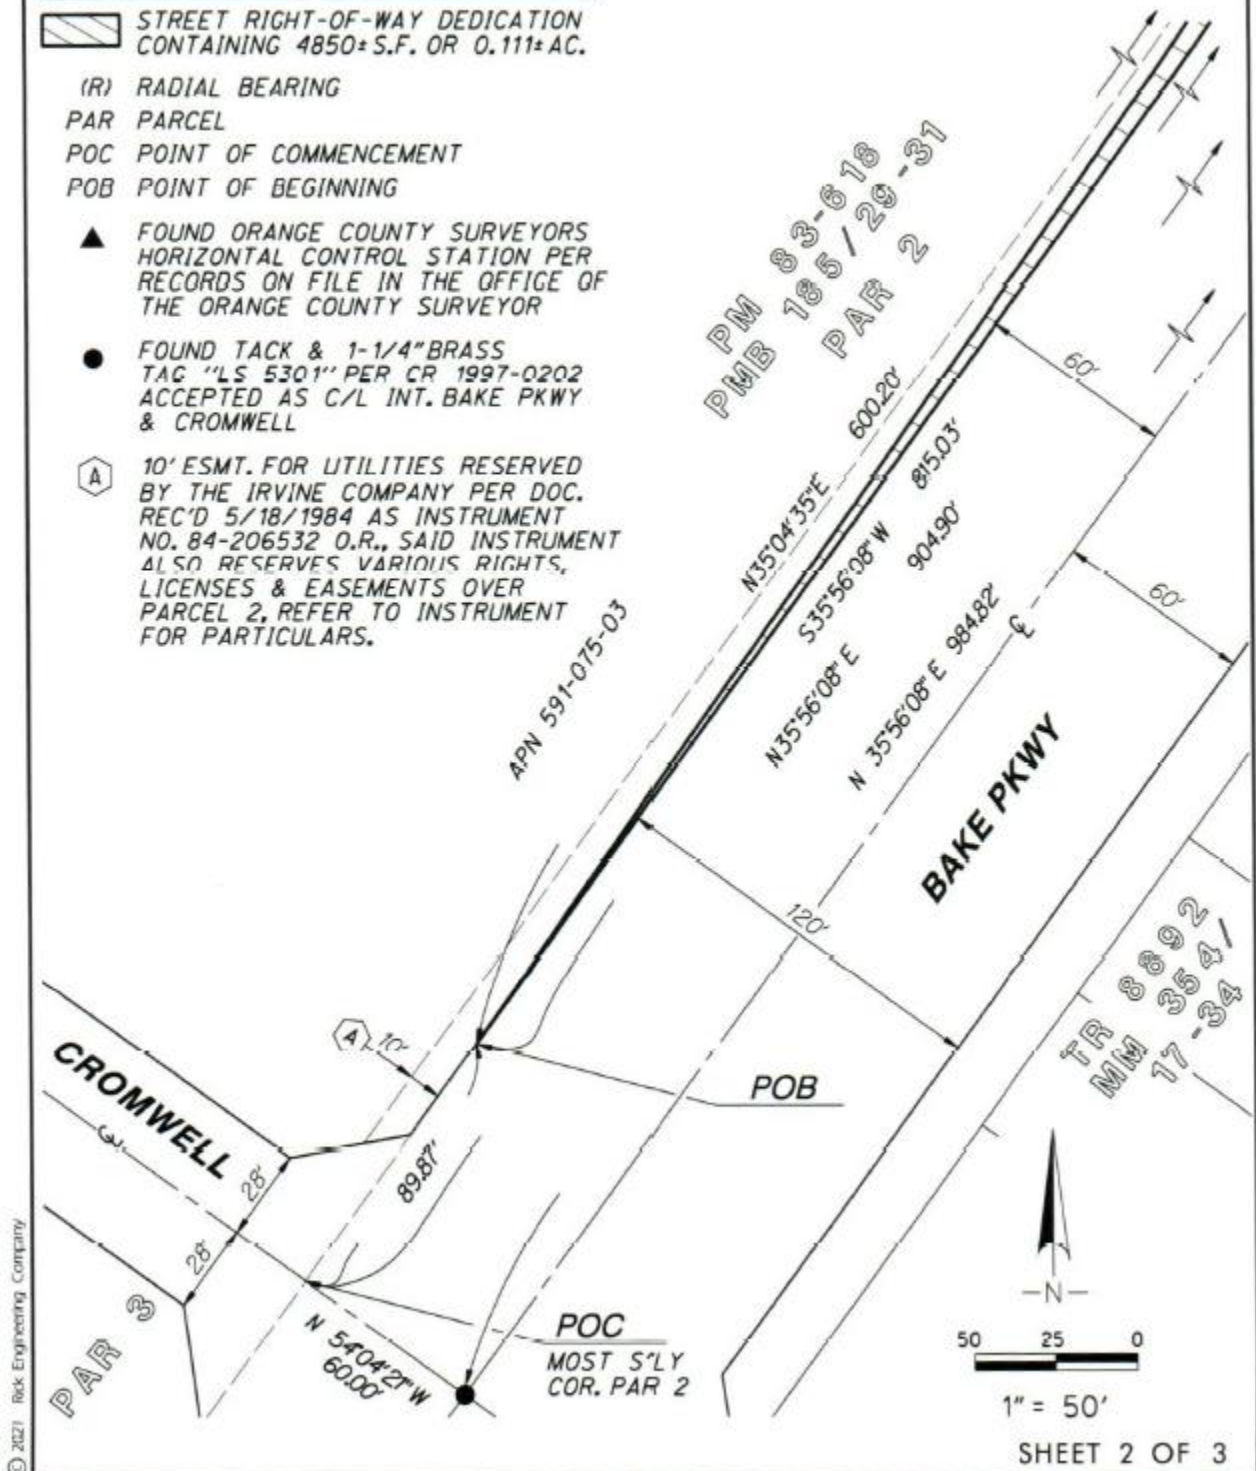 STREET RIGHT-OF-WAY DEDICATION
CONTAINING 4850± S.F. OR 0.111± AC.
(R) RADIAL BEARING
PAR PARCEL
POC POINT OF COMMENCEMENT
POB POINT OF BEGINNING
FOUND ORANGE COUNTY SURVEYORS
HORIZONTAL CONTROL STATION PER
RECORDS ON FILE IN THE OFFICE OF
THE ORANGE COUNTY SURVEYOR
FOUND TACK & 1-1/4" BRASS
TAG "LS 5301" PER CR 1997-0202
ACCEPTED AS C/L INT. BAKE PKWY
& CROMWELL
A 10' ESMT. FOR UTILITIES RESERVED
BY THE IRVINE COMPANY PER DOC.
REC'D 5/18/1984 AS INSTRUMENT
NO. 84-206532 O.R., SAID INSTRUMENT
ALSO RESERVES VARIOUS RIGHTS,
LICENSES & EASEMENTS OVER
PARCEL 2, REFER TO INSTRUMENT
FOR PARTICULARS.
PM 83-618
PMB 185/29-31
PAR 2
60'
N35°04'35"E 600.20'
S35°56'08" W 815.03'
N35°56'08" E 904.90'
N 35°56'08" E 984.82'
℄
60'
APN 591-075-03
BAKE PKWY
120'
TR 8892
MM 354/
17-34
A 10'
POB
CROMWELL
℄
28'
28'
89.87'
POC
MOST S'LY
COR. PAR 2
N 54°04'21" W
60.00'
PAR 3
-N-
50 25 0
1" = 50'
SHEET 2 OF 3
© 2021 Rick Engineering Company